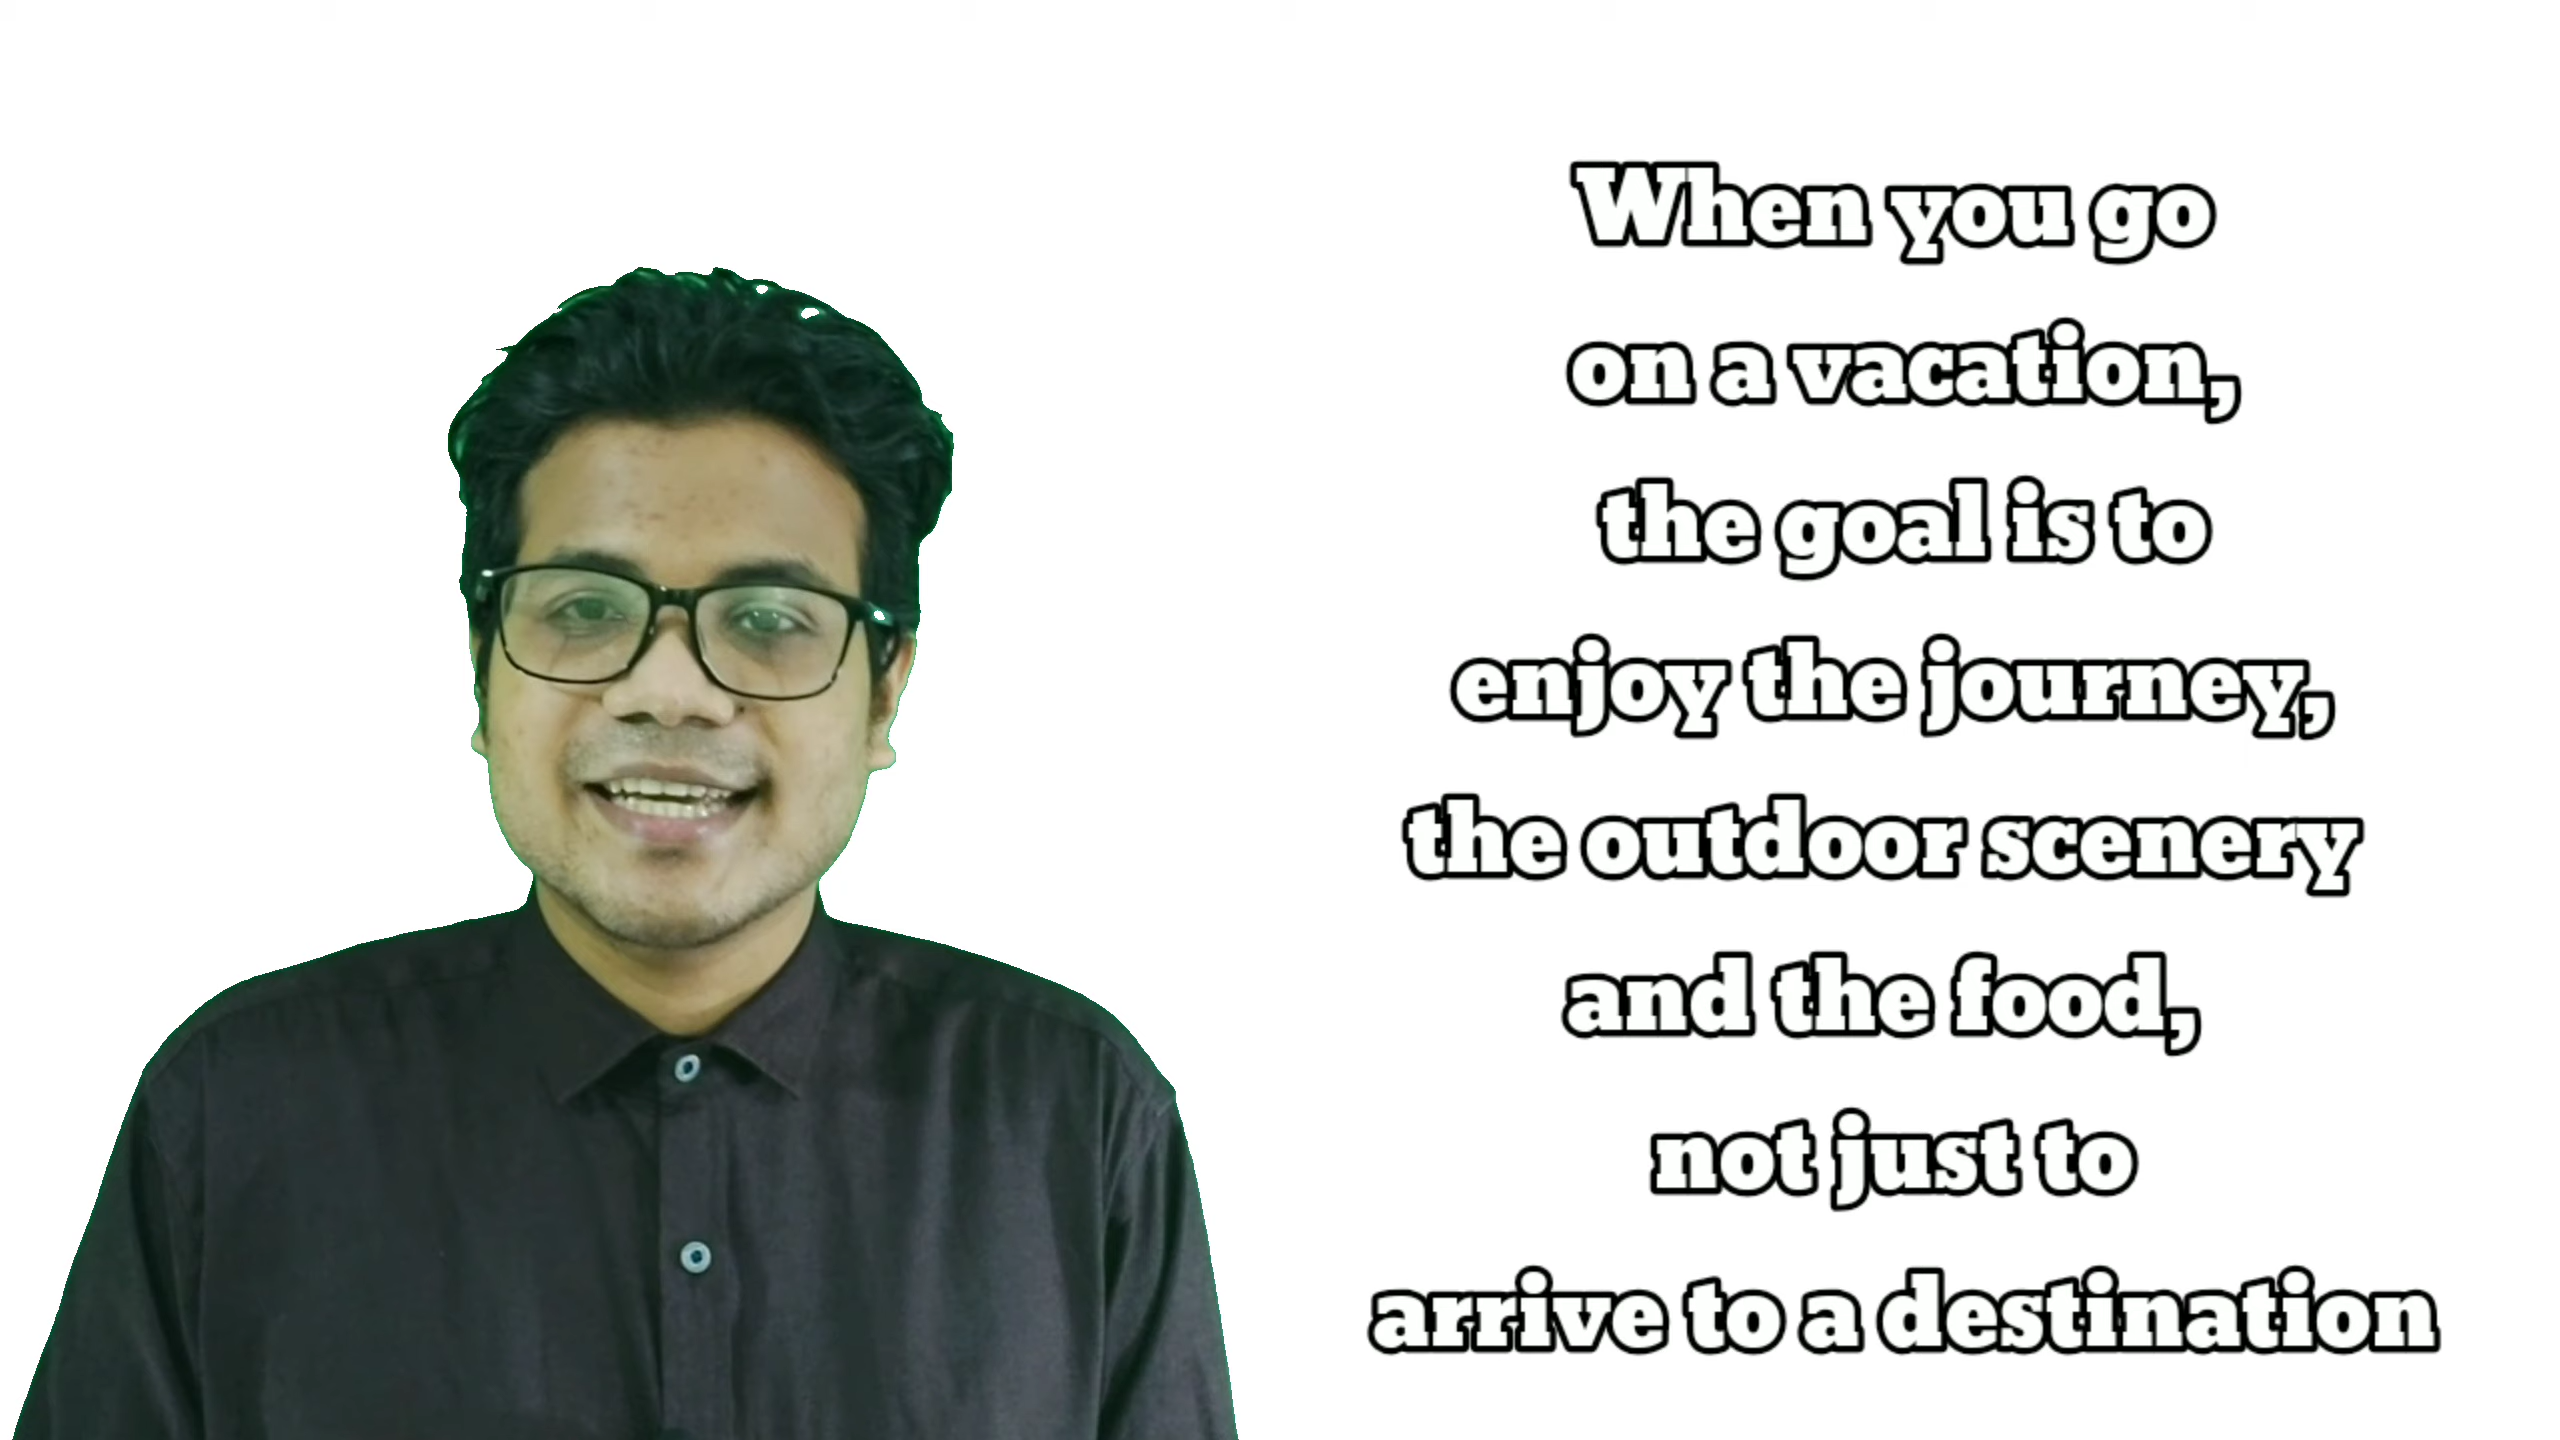 When you go
on a vacation,
the goal is to
enjoy the journey,
the outdoor scenery
and the food,
not just to
arrive to a destination